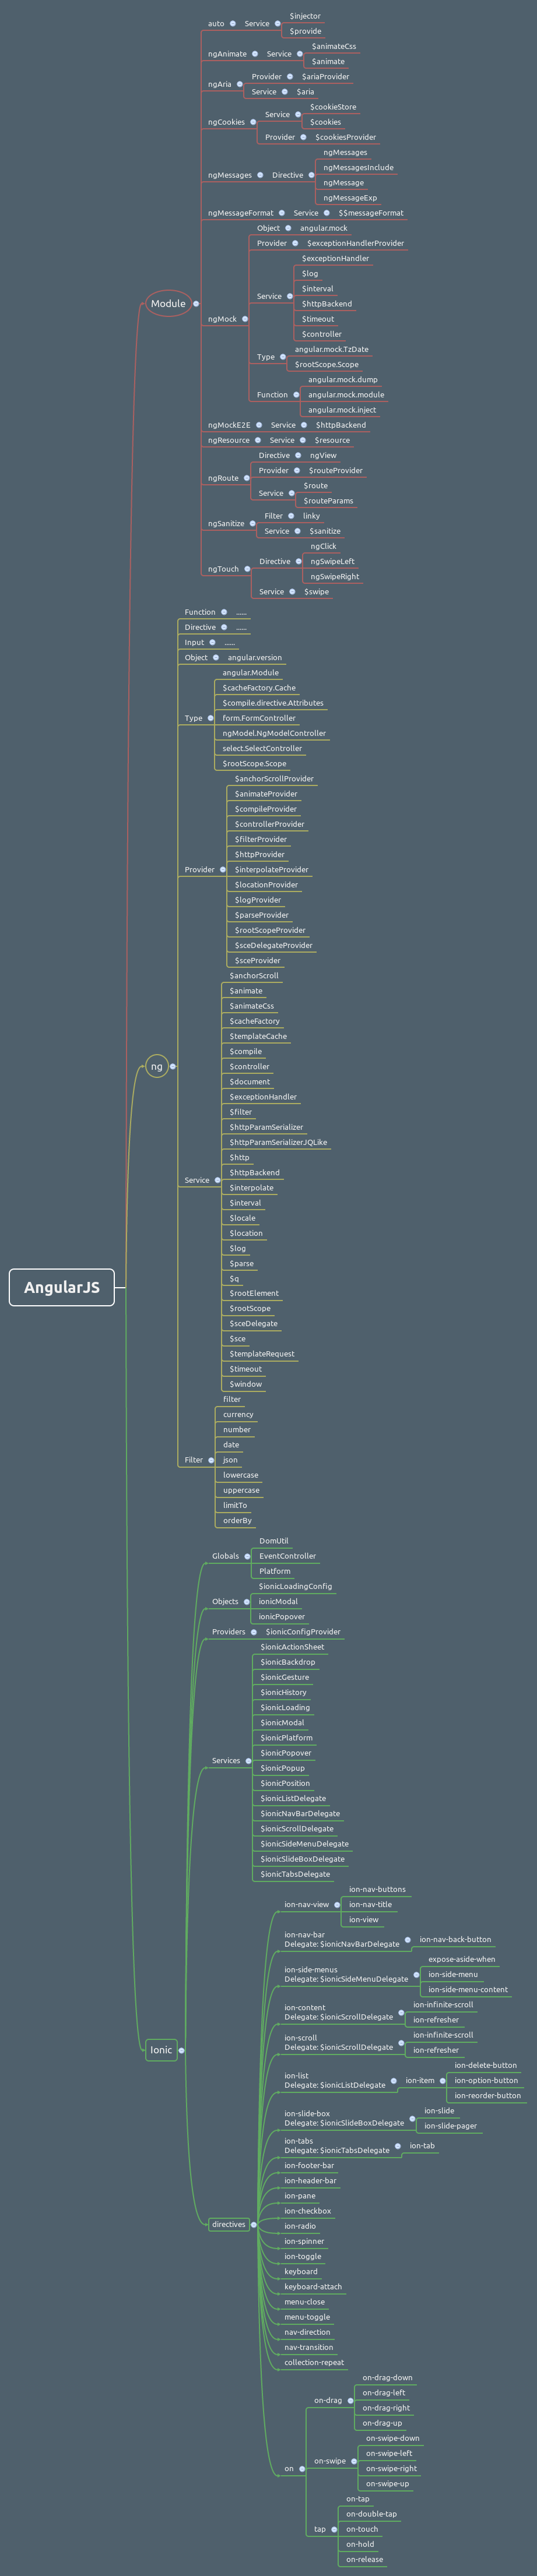 AngularJS
Module
auto
Service
$injector
$provide
ngAnimate
Service
$animateCss
$animate
ngAria
Provider
$ariaProvider
Service
$aria
ngCookies
Service
$cookieStore
$cookies
Provider
$cookiesProvider
ngMessages
Directive
ngMessages
ngMessagesInclude
ngMessage
ngMessageExp
ngMessageFormat
Service
$$messageFormat
ngMock
Object
angular.mock
Provider
$exceptionHandlerProvider
Service
$exceptionHandler
$log
$interval
$httpBackend
$timeout
$controller
Type
angular.mock.TzDate
$rootScope.Scope
Function
angular.mock.dump
angular.mock.module
angular.mock.inject
ngMockE2E
Service
$httpBackend
ngResource
Service
$resource
ngRoute
Directive
ngView
Provider
$routeProvider
Service
$route
$routeParams
ngSanitize
Filter
linky
Service
$sanitize
ngTouch
Directive
ngClick
ngSwipeLeft
ngSwipeRight
Service
$swipe
ng
Function
......
Directive
......
Input
......
Object
angular.version
Type
angular.Module
$cacheFactory.Cache
$compile.directive.Attributes
form.FormController
ngModel.NgModelController
select.SelectController
$rootScope.Scope
Provider
$anchorScrollProvider
$animateProvider
$compileProvider
$controllerProvider
$filterProvider
$httpProvider
$interpolateProvider
$locationProvider
$logProvider
$parseProvider
$rootScopeProvider
$sceDelegateProvider
$sceProvider
Service
$anchorScroll
$animate
$animateCss
$cacheFactory
$templateCache
$compile
$controller
$document
$exceptionHandler
$filter
$httpParamSerializer
$httpParamSerializerJQLike
$http
$httpBackend
$interpolate
$interval
$locale
$location
$log
$parse
$q
$rootElement
$rootScope
$sceDelegate
$sce
$templateRequest
$timeout
$window
Filter
filter
currency
number
date
json
lowercase
uppercase
limitTo
orderBy
Ionic
Globals
DomUtil
EventController
Platform
Objects
$ionicLoadingConfig
ionicModal
ionicPopover
Providers
$ionicConfigProvider
Services
$ionicActionSheet
$ionicBackdrop
$ionicGesture
$ionicHistory
$ionicLoading
$ionicModal
$ionicPlatform
$ionicPopover
$ionicPopup
$ionicPosition
$ionicListDelegate
$ionicNavBarDelegate
$ionicScrollDelegate
$ionicSideMenuDelegate
$ionicSlideBoxDelegate
$ionicTabsDelegate
directives
ion-nav-view
ion-nav-buttons
ion-nav-title
ion-view
ion-nav-bar
Delegate: $ionicNavBarDelegate
ion-nav-back-button
ion-side-menus
Delegate: $ionicSideMenuDelegate
expose-aside-when
ion-side-menu
ion-side-menu-content
ion-content
Delegate: $ionicScrollDelegate
ion-infinite-scroll
ion-refresher
ion-scroll
Delegate: $ionicScrollDelegate
ion-infinite-scroll
ion-refresher
ion-list
Delegate: $ionicListDelegate
ion-item
ion-delete-button
ion-option-button
ion-reorder-button
ion-slide-box
Delegate: $ionicSlideBoxDelegate
ion-slide
ion-slide-pager
ion-tabs
Delegate: $ionicTabsDelegate
ion-tab
ion-footer-bar
ion-header-bar
ion-pane
ion-checkbox
ion-radio
ion-spinner
ion-toggle
keyboard
keyboard-attach
menu-close
menu-toggle
nav-direction
nav-transition
collection-repeat
on
on-drag
on-drag-down
on-drag-left
on-drag-right
on-drag-up
on-swipe
on-swipe-down
on-swipe-left
on-swipe-right
on-swipe-up
tap
on-tap
on-double-tap
on-touch
on-hold
on-release